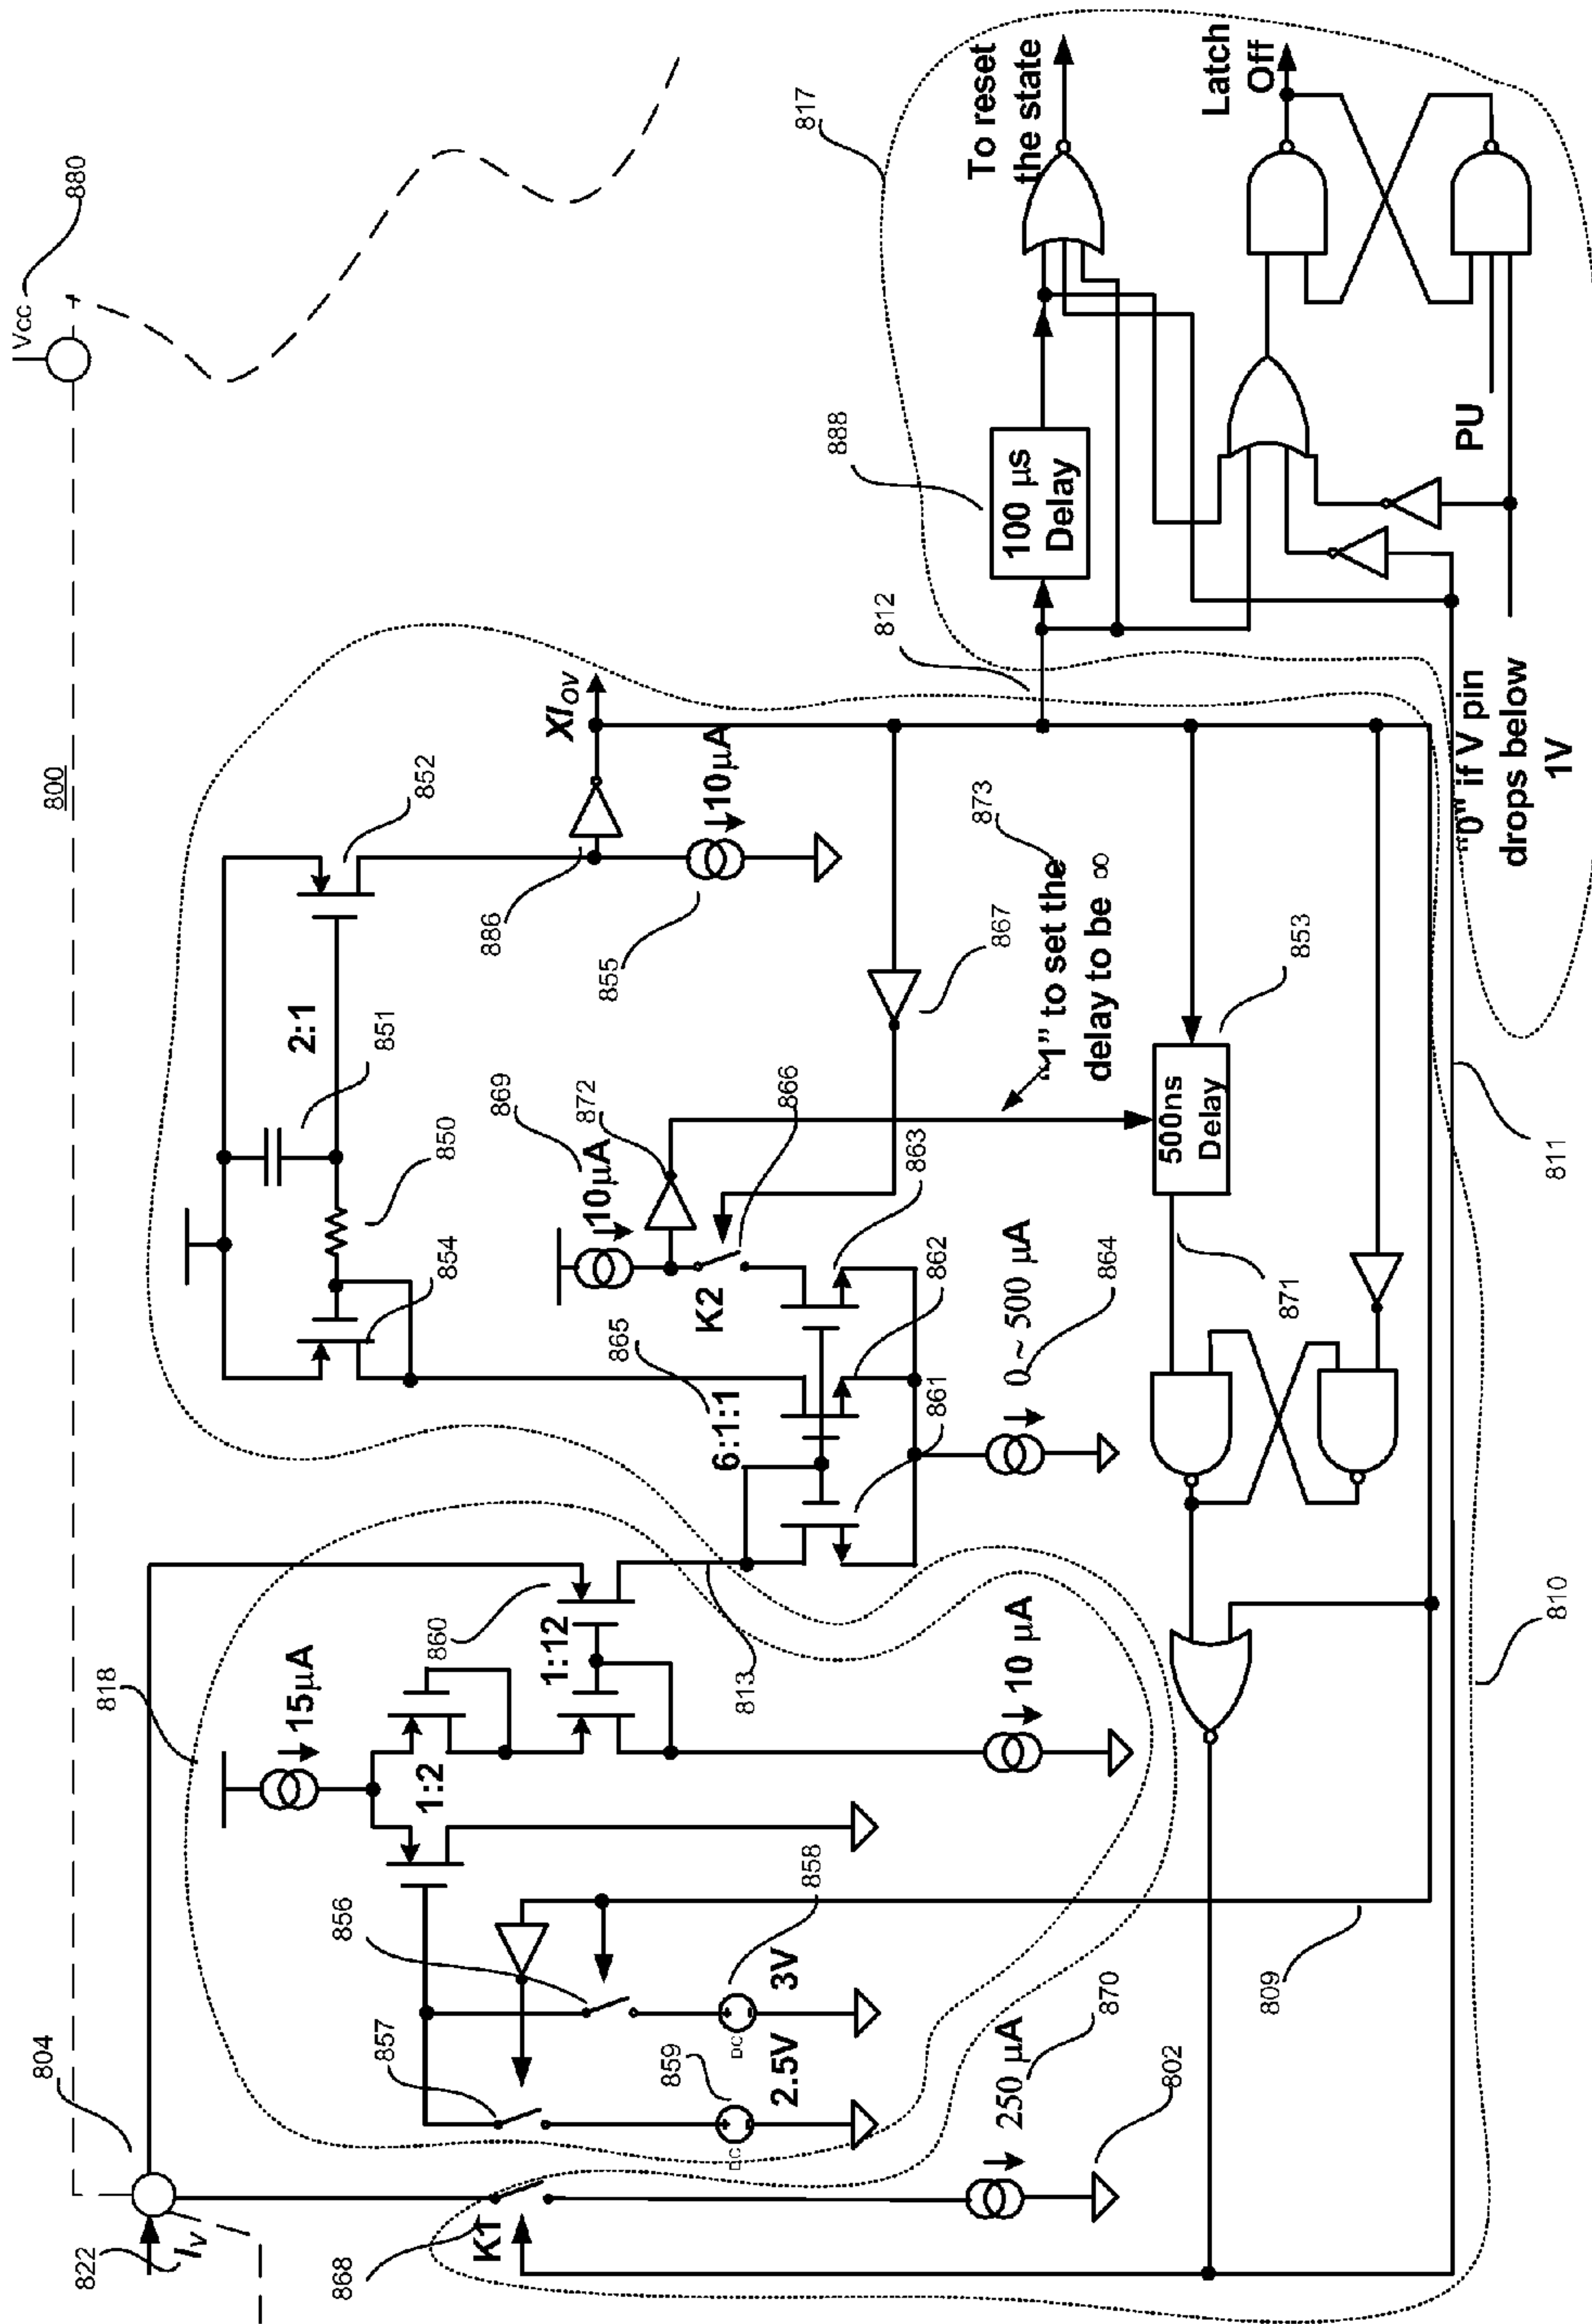 Vcc
880
800
804
822
I_V
818
15µA
1:2
860
1:12
813
10 µA
856
857
858
3V
859
2.5V
DC
DC
868
K1
250 µA
870
802
809
810
811
812
2:1
851
850
854
852
886
XI_OV
10µA
855
865
6:1:1
861
862
863
0 ~ 500 µA
864
K2
866
10µA
869
872
867
873
"1" to set the
delay to be ∞
500ns
Delay
853
871
817
To reset
the state
888
100 µs
Delay
Latch
Off
PU
"0" if V pin
drops below
1V